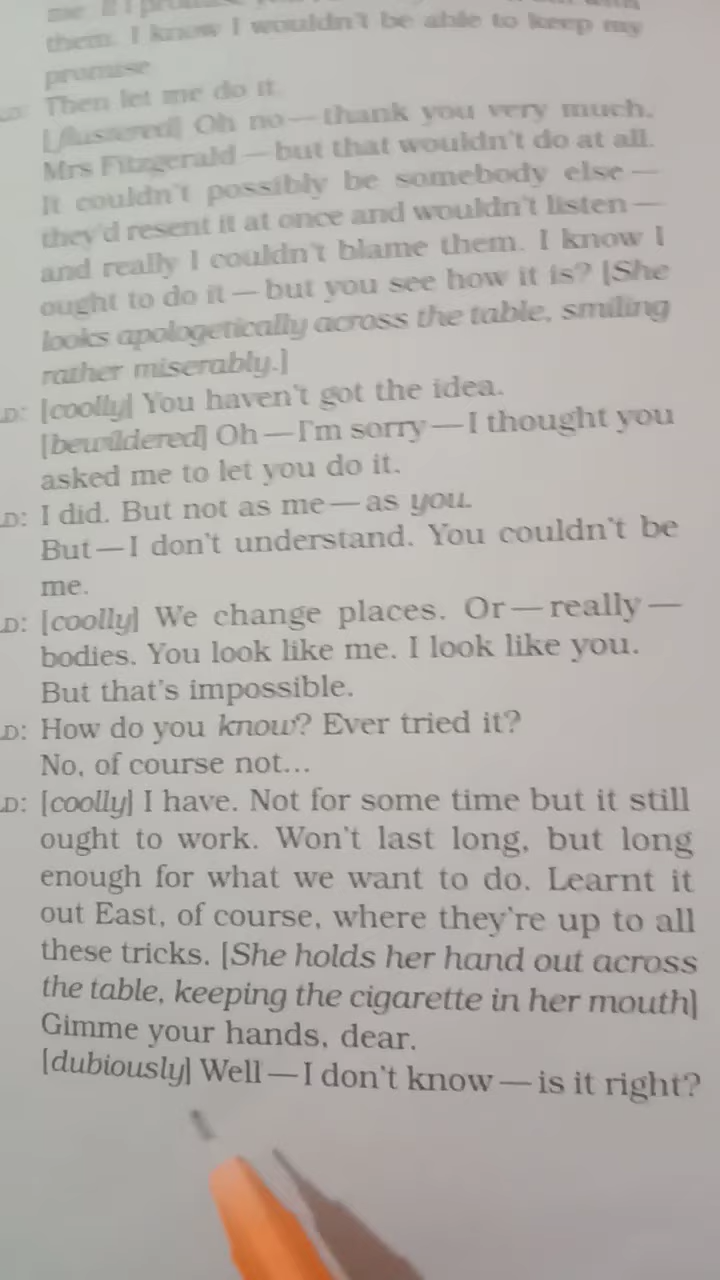 them. I know I wouldn't be able to keep my
promise
Then let me do it.
[flustered] Oh no—thank you very much,
Mrs Fitzgerald—but that wouldn't do at all.
It couldn't possibly be somebody else—
they'd resent it at once and wouldn't listen—
and really I couldn't blame them. I know I
ought to do it—but you see how it is? [She
looks apologetically across the table, smiling
rather miserably.]
D: [coolly] You haven't got the idea.
[bewildered] Oh—I'm sorry—I thought you
asked me to let you do it.
D: I did. But not as me—as you.
But—I don't understand. You couldn't be
me.
D: [coolly] We change places. Or—really—
bodies. You look like me. I look like you.
But that's impossible.
D: How do you know? Ever tried it?
No, of course not...
D: [coolly] I have. Not for some time but it still
ought to work. Won't last long, but long
enough for what we want to do. Learnt it
out East, of course, where they're up to all
these tricks. [She holds her hand out across
the table, keeping the cigarette in her mouth]
Gimme your hands, dear.
[dubiously] Well—I don't know—is it right?